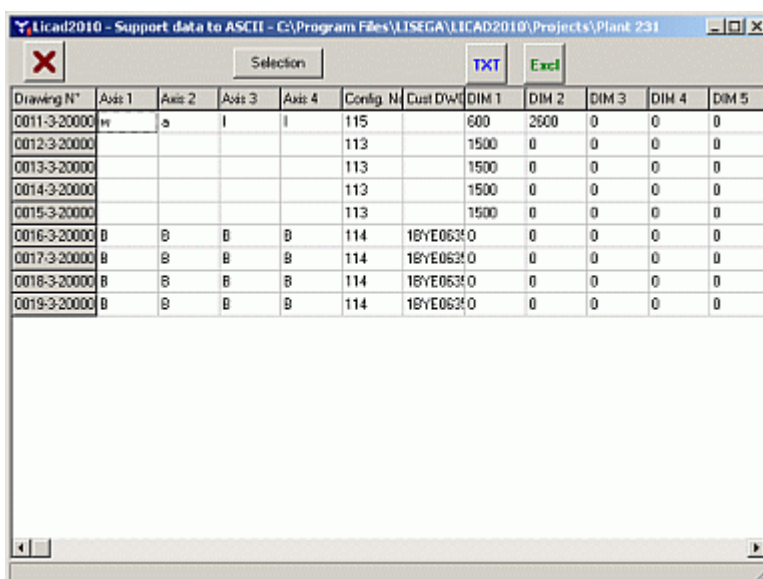 Licad2010 - Support data to ASCII - C:\Program Files\LISEGA\LICAD2010\Projects\Plant 231
Selection TXT Excl
Drawing N° Axis 1 Axis 2 Axis 3 Axis 4 Config. No Cust DWG DIM 1 DIM 2 DIM 3 DIM 4 DIM 5
0011-3-20000 w a l l 115 600 2600 0 0 0
0012-3-20000 113 1500 0 0 0 0
0013-3-20000 113 1500 0 0 0 0
0014-3-20000 113 1500 0 0 0 0
0015-3-20000 113 1500 0 0 0 0
0016-3-20000 B B B B 114 1BYE0635 0 0 0 0 0
0017-3-20000 B B B B 114 1BYE0635 0 0 0 0 0
0018-3-20000 B B B B 114 1BYE0635 0 0 0 0 0
0019-3-20000 B B B B 114 1BYE0635 0 0 0 0 0